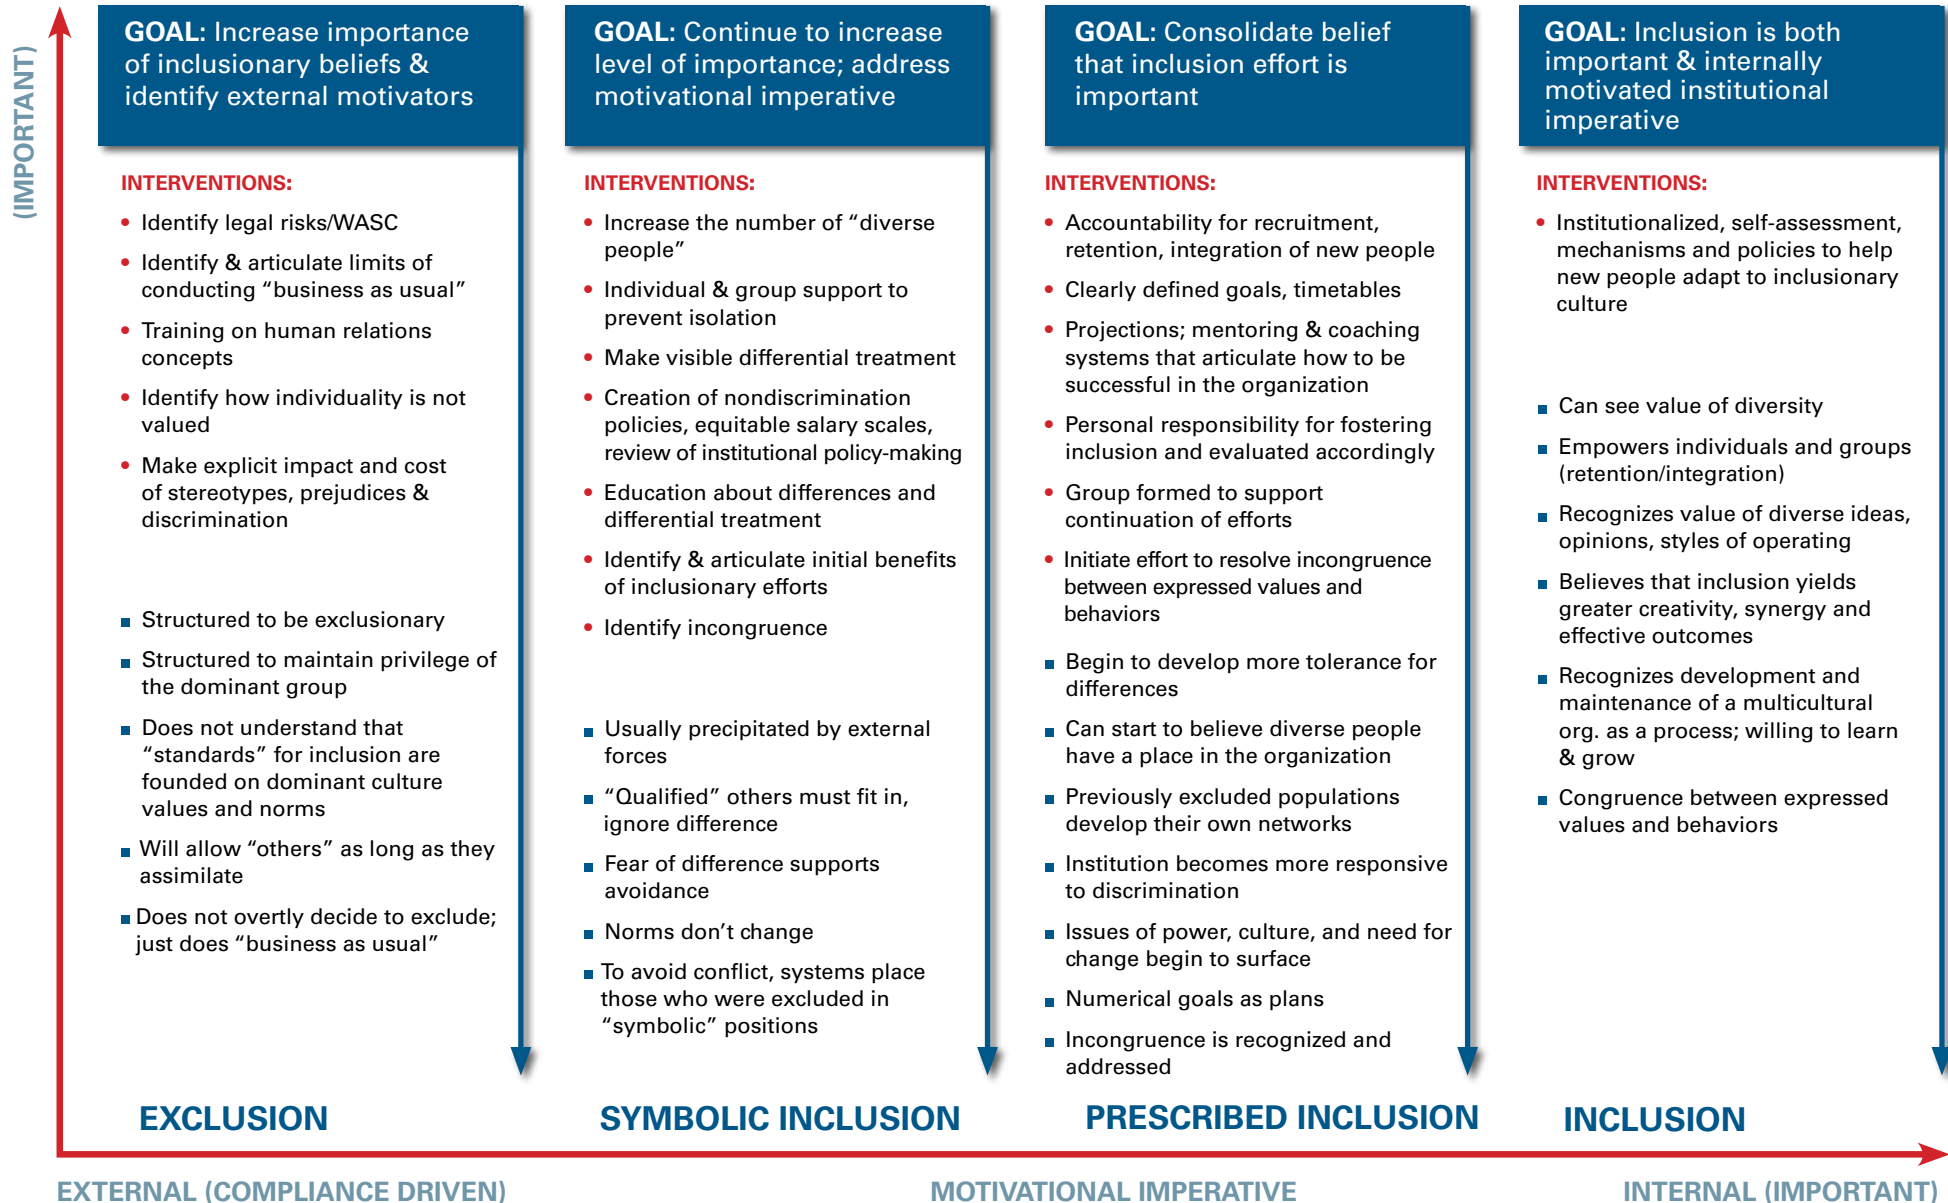 (IMPORTANT)
GOAL: Increase importance
of inclusionary beliefs &
identify external motivators
INTERVENTIONS:
• Identify legal risks/WASC
• Identify & articulate limits of
conducting “business as usual”
• Training on human relations
concepts
• Identify how individuality is not
valued
• Make explicit impact and cost
of stereotypes, prejudices &
discrimination
■ Structured to be exclusionary
■ Structured to maintain privilege of
the dominant group
■ Does not understand that
“standards” for inclusion are
founded on dominant culture
values and norms
■ Will allow “others” as long as they
assimilate
■ Does not overtly decide to exclude;
just does “business as usual”
EXCLUSION
GOAL: Continue to increase
level of importance; address
motivational imperative
INTERVENTIONS:
• Increase the number of “diverse
people”
• Individual & group support to
prevent isolation
• Make visible differential treatment
• Creation of nondiscrimination
policies, equitable salary scales,
review of institutional policy-making
• Education about differences and
differential treatment
• Identify & articulate initial benefits
of inclusionary efforts
• Identify incongruence
■ Usually precipitated by external
forces
■ “Qualified” others must fit in,
ignore difference
■ Fear of difference supports
avoidance
■ Norms don’t change
■ To avoid conflict, systems place
those who were excluded in
“symbolic” positions
SYMBOLIC INCLUSION
GOAL: Consolidate belief
that inclusion effort is
important
INTERVENTIONS:
• Accountability for recruitment,
retention, integration of new people
• Clearly defined goals, timetables
• Projections; mentoring & coaching
systems that articulate how to be
successful in the organization
• Personal responsibility for fostering
inclusion and evaluated accordingly
• Group formed to support
continuation of efforts
• Initiate effort to resolve incongruence
between expressed values and
behaviors
■ Begin to develop more tolerance for
differences
■ Can start to believe diverse people
have a place in the organization
■ Previously excluded populations
develop their own networks
■ Institution becomes more responsive
to discrimination
■ Issues of power, culture, and need for
change begin to surface
■ Numerical goals as plans
■ Incongruence is recognized and
addressed
PRESCRIBED INCLUSION
GOAL: Inclusion is both
important & internally
motivated institutional
imperative
INTERVENTIONS:
• Institutionalized, self-assessment,
mechanisms and policies to help
new people adapt to inclusionary
culture
■ Can see value of diversity
■ Empowers individuals and groups
(retention/integration)
■ Recognizes value of diverse ideas,
opinions, styles of operating
■ Believes that inclusion yields
greater creativity, synergy and
effective outcomes
■ Recognizes development and
maintenance of a multicultural
org. as a process; willing to learn
& grow
■ Congruence between expressed
values and behaviors
INCLUSION
EXTERNAL (COMPLIANCE DRIVEN)
MOTIVATIONAL IMPERATIVE
INTERNAL (IMPORTANT)